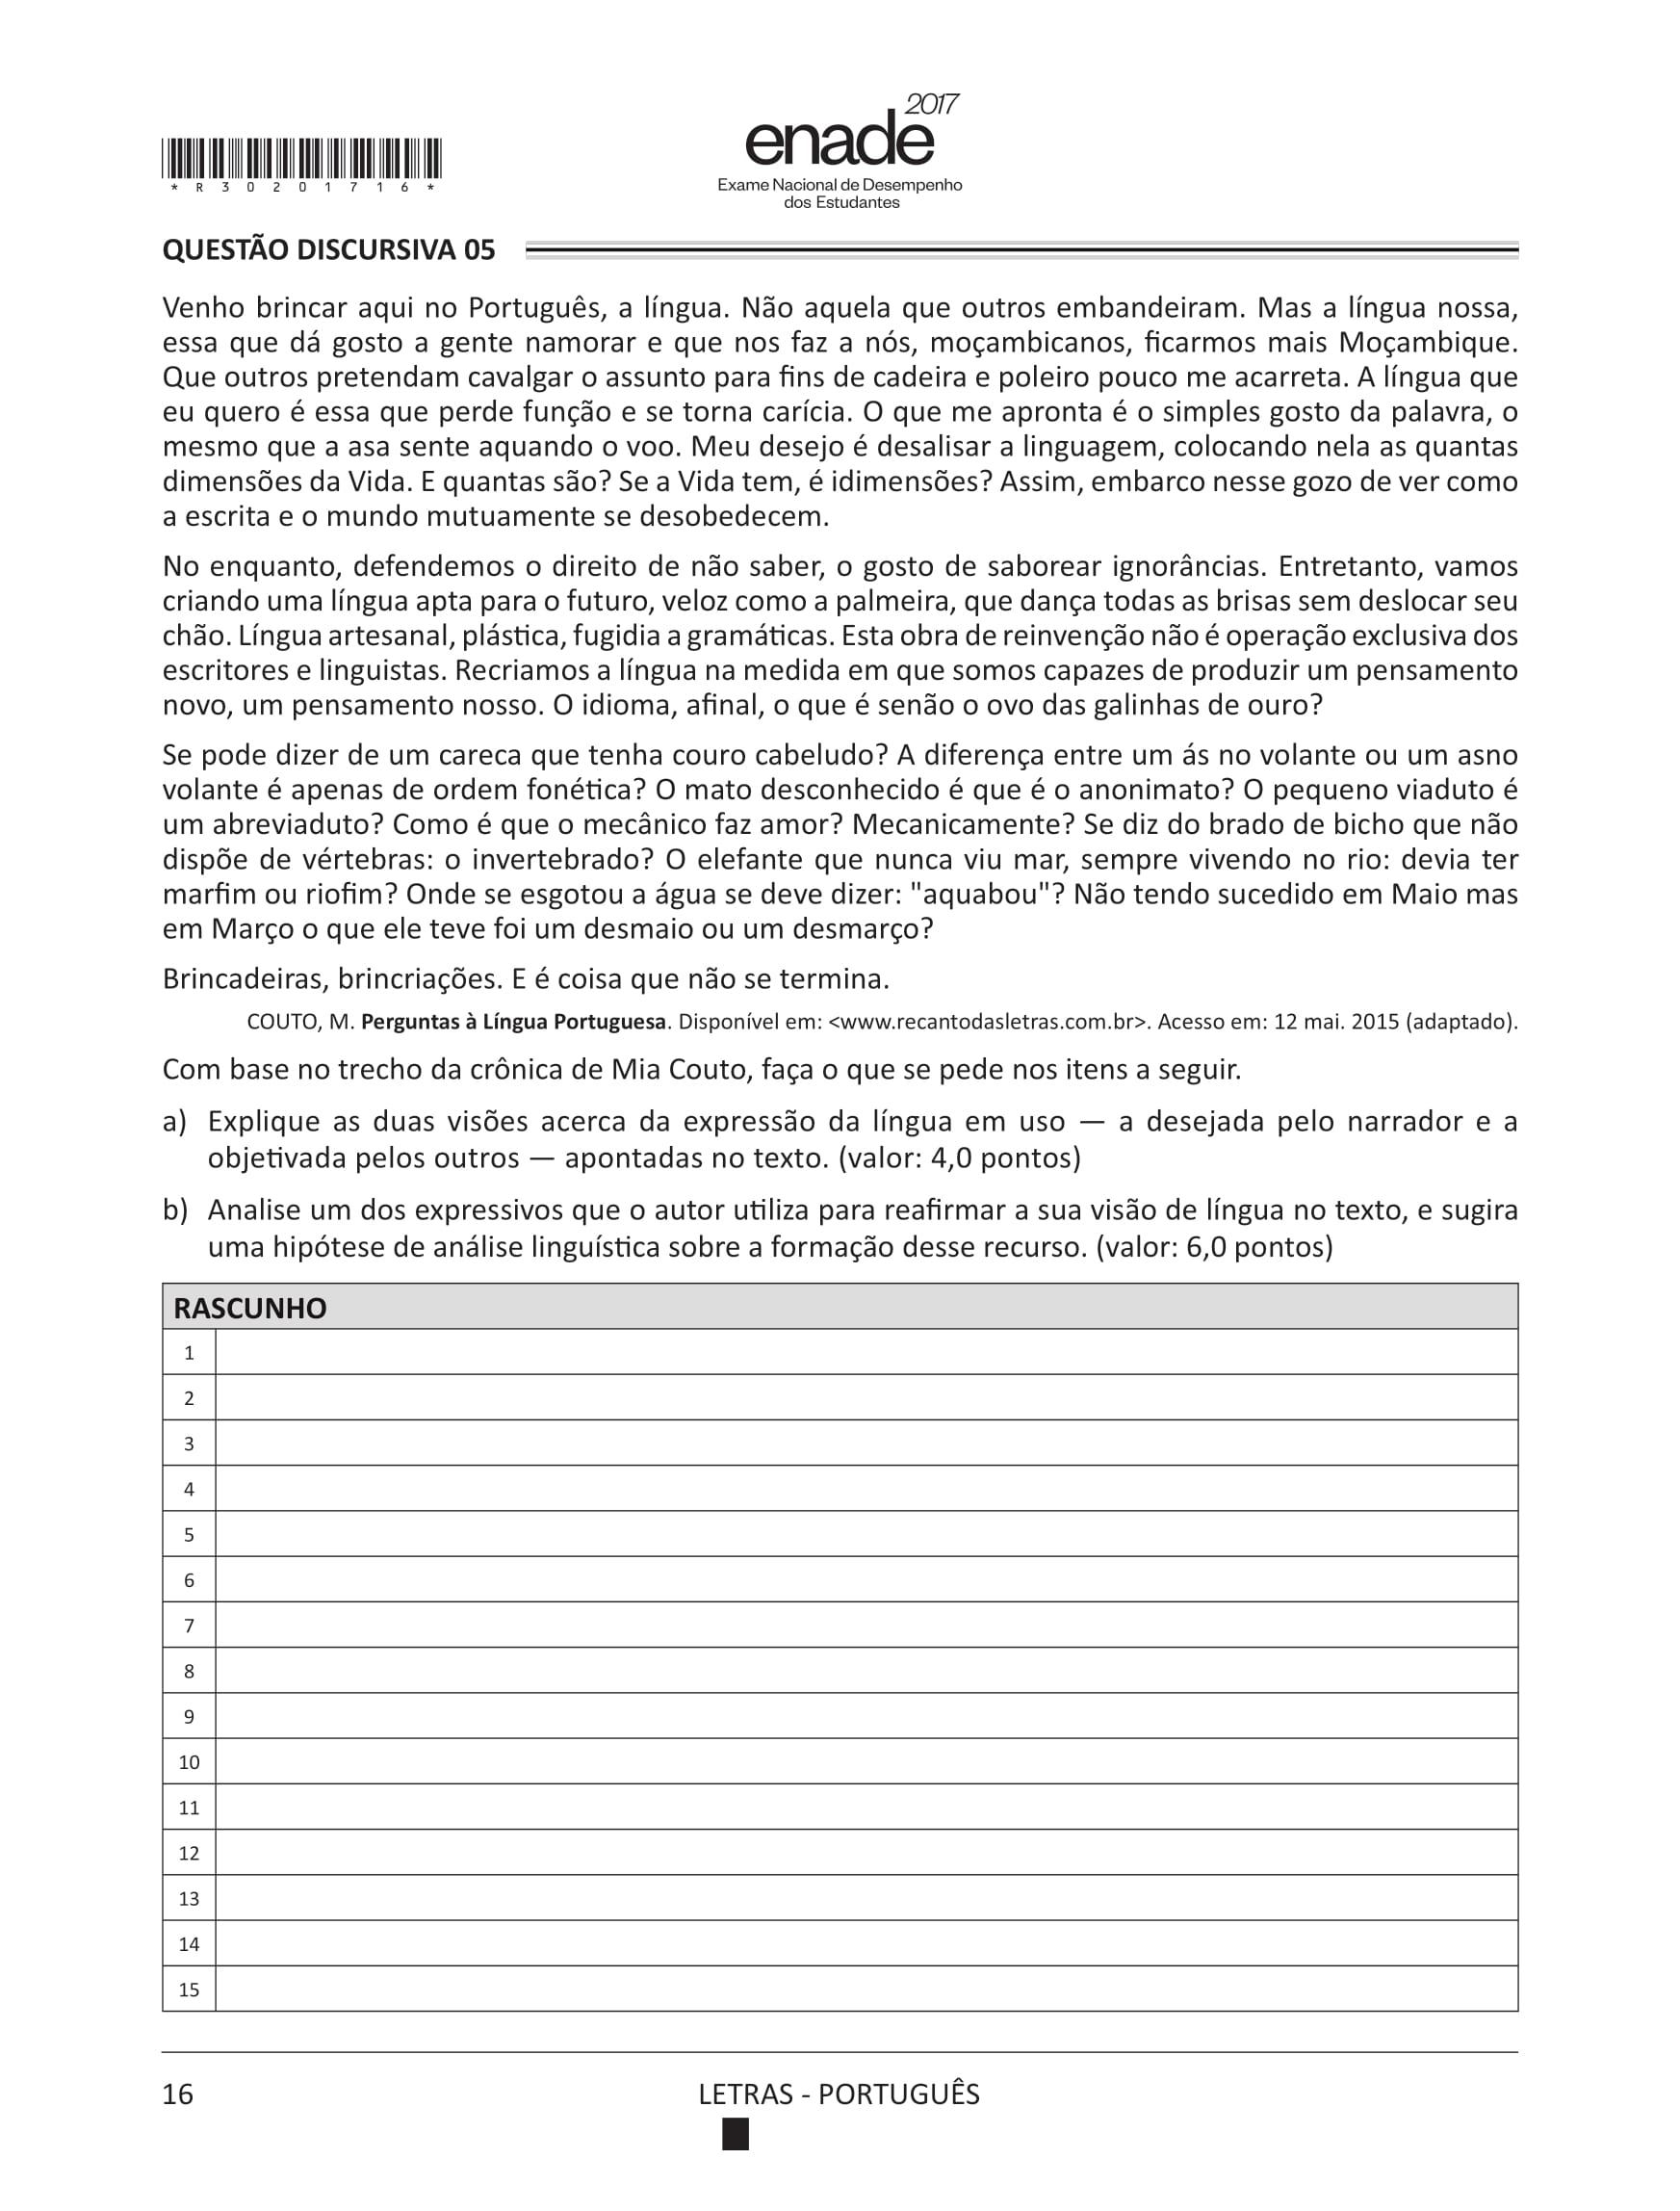 2017
enade
Exame Nacional de Desempenho
dos Estudantes
* R 3 0 2 0 1 7 1 6 *
QUESTÃO DISCURSIVA 05
Venho brincar aqui no Português, a língua. Não aquela que outros embandeiram. Mas a língua nossa,
essa que dá gosto a gente namorar e que nos faz a nós, moçambicanos, ficarmos mais Moçambique.
Que outros pretendam cavalgar o assunto para fins de cadeira e poleiro pouco me acarreta. A língua que
eu quero é essa que perde função e se torna carícia. O que me apronta é o simples gosto da palavra, o
mesmo que a asa sente aquando o voo. Meu desejo é desalisar a linguagem, colocando nela as quantas
dimensões da Vida. E quantas são? Se a Vida tem, é idimensões? Assim, embarco nesse gozo de ver como
a escrita e o mundo mutuamente se desobedecem.
No enquanto, defendemos o direito de não saber, o gosto de saborear ignorâncias. Entretanto, vamos
criando uma língua apta para o futuro, veloz como a palmeira, que dança todas as brisas sem deslocar seu
chão. Língua artesanal, plástica, fugidia a gramáticas. Esta obra de reinvenção não é operação exclusiva dos
escritores e linguistas. Recriamos a língua na medida em que somos capazes de produzir um pensamento
novo, um pensamento nosso. O idioma, afinal, o que é senão o ovo das galinhas de ouro?
Se pode dizer de um careca que tenha couro cabeludo? A diferença entre um ás no volante ou um asno
volante é apenas de ordem fonética? O mato desconhecido é que é o anonimato? O pequeno viaduto é
um abreviaduto? Como é que o mecânico faz amor? Mecanicamente? Se diz do brado de bicho que não
dispõe de vértebras: o invertebrado? O elefante que nunca viu mar, sempre vivendo no rio: devia ter
marfim ou riofim? Onde se esgotou a água se deve dizer: "aquabou"? Não tendo sucedido em Maio mas
em Março o que ele teve foi um desmaio ou um desmarço?
Brincadeiras, brincriações. E é coisa que não se termina.
COUTO, M. Perguntas à Língua Portuguesa. Disponível em: <www.recantodasletras.com.br>. Acesso em: 12 mai. 2015 (adaptado).
Com base no trecho da crônica de Mia Couto, faça o que se pede nos itens a seguir.
a) Explique as duas visões acerca da expressão da língua em uso — a desejada pelo narrador e a
objetivada pelos outros — apontadas no texto. (valor: 4,0 pontos)
b) Analise um dos expressivos que o autor utiliza para reafirmar a sua visão de língua no texto, e sugira
uma hipótese de análise linguística sobre a formação desse recurso. (valor: 6,0 pontos)
RASCUNHO
1
2
3
4
5
6
7
8
9
10
11
12
13
14
15
16 LETRAS - PORTUGUÊS